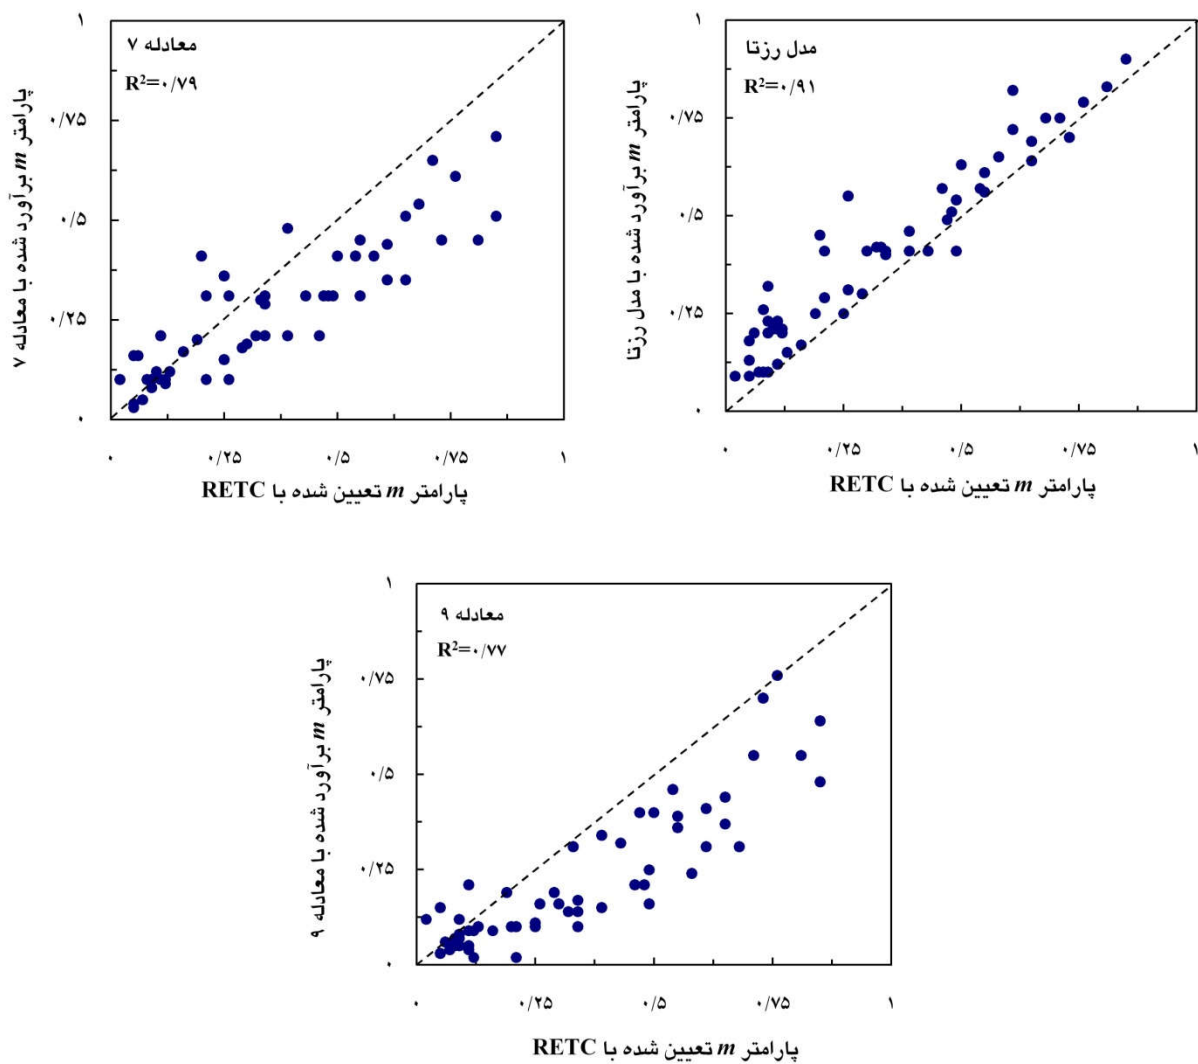 معادله ۷
R²=۰/۷۹
پارامتر m برآورد شده با معادله ۷
۱
۰/۷۵
۰/۵
۰/۲۵
۰
۰ ۰/۲۵ ۰/۵ ۰/۷۵ ۱
پارامتر m تعیین شده با RETC
مدل رزتا
R²=۰/۹۱
پارامتر m برآورد شده با مدل رزتا
۱
۰/۷۵
۰/۵
۰/۲۵
۰
۰ ۰/۲۵ ۰/۵ ۰/۷۵ ۱
پارامتر m تعیین شده با RETC
معادله ۹
R²=۰/۷۷
پارامتر m برآورد شده با معادله ۹
۱
۰/۷۵
۰/۵
۰/۲۵
۰
۰ ۰/۲۵ ۰/۵ ۰/۷۵ ۱
پارامتر m تعیین شده با RETC